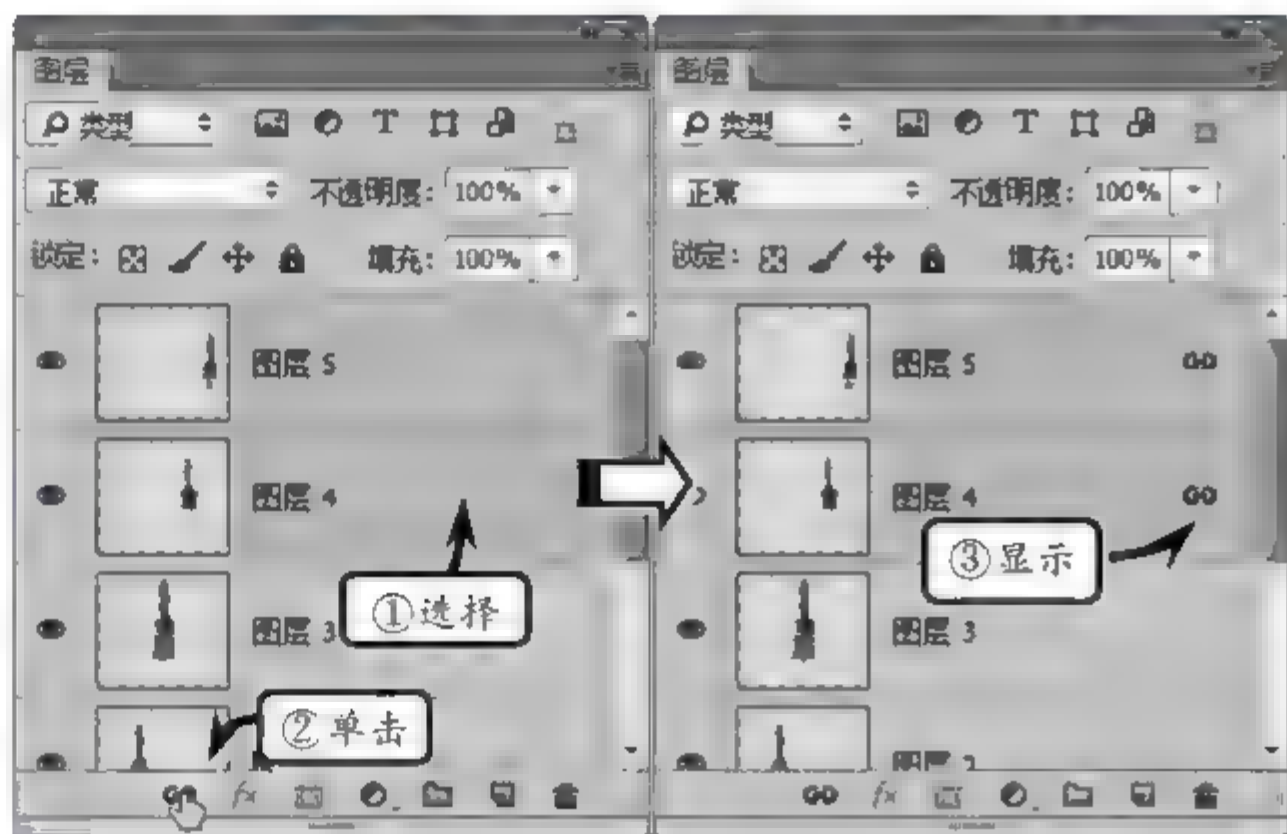 图层
类型
正常 不透明度: 100%
锁定: 填充: 100%
图层 5
图层 4
①选择
图层 3
②单击
fx
图层
类型
正常 不透明度: 100%
锁定: 填充: 100%
图层 5
图层 4
③显示
图层 3
图层 2
fx